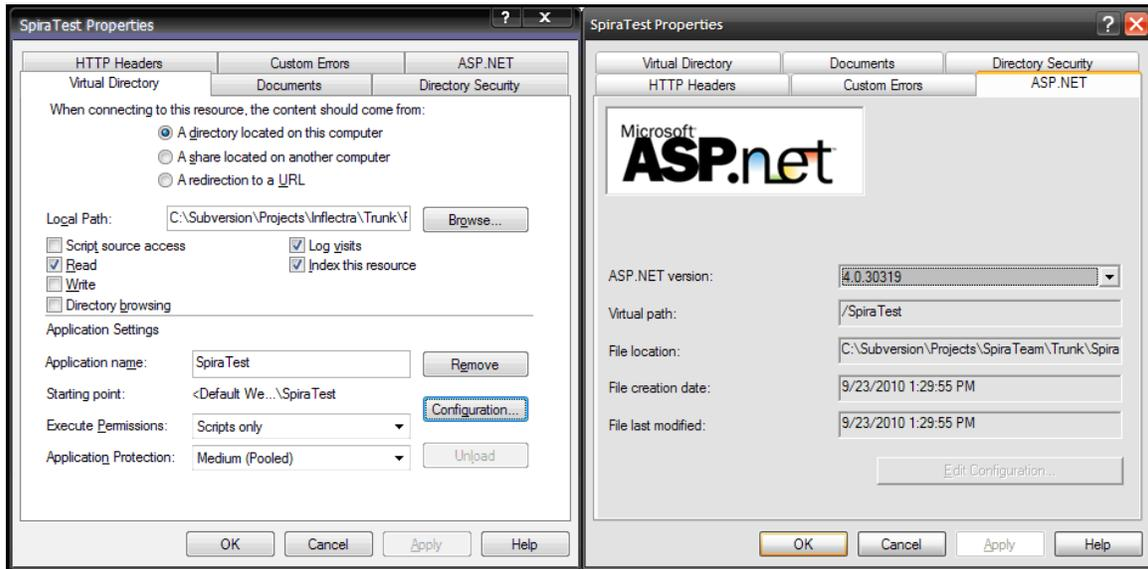 SpiraTest Properties
? X
HTTP Headers Custom Errors ASP.NET
Virtual Directory Documents Directory Security
When connecting to this resource, the content should come from:
A directory located on this computer
A share located on another computer
A redirection to a URL
Local Path: C:\Subversion\Projects\Inflectra\Trunk\F Browse...
Script source access Log visits
Read Index this resource
Write
Directory browsing
Application Settings
Application name: SpiraTest Remove
Starting point: <Default We...\SpiraTest
Configuration...
Execute Permissions: Scripts only
Application Protection: Medium (Pooled) Unload
OK Cancel Apply Help
SpiraTest Properties
? X
Virtual Directory Documents Directory Security
HTTP Headers Custom Errors ASP.NET
Microsoft
ASP.net
ASP.NET version: 4.0.30319
Virtual path: /SpiraTest
File location: C:\Subversion\Projects\SpiraTeam\Trunk\Spira
File creation date: 9/23/2010 1:29:55 PM
File last modified: 9/23/2010 1:29:55 PM
Edit Configuration...
OK Cancel Apply Help